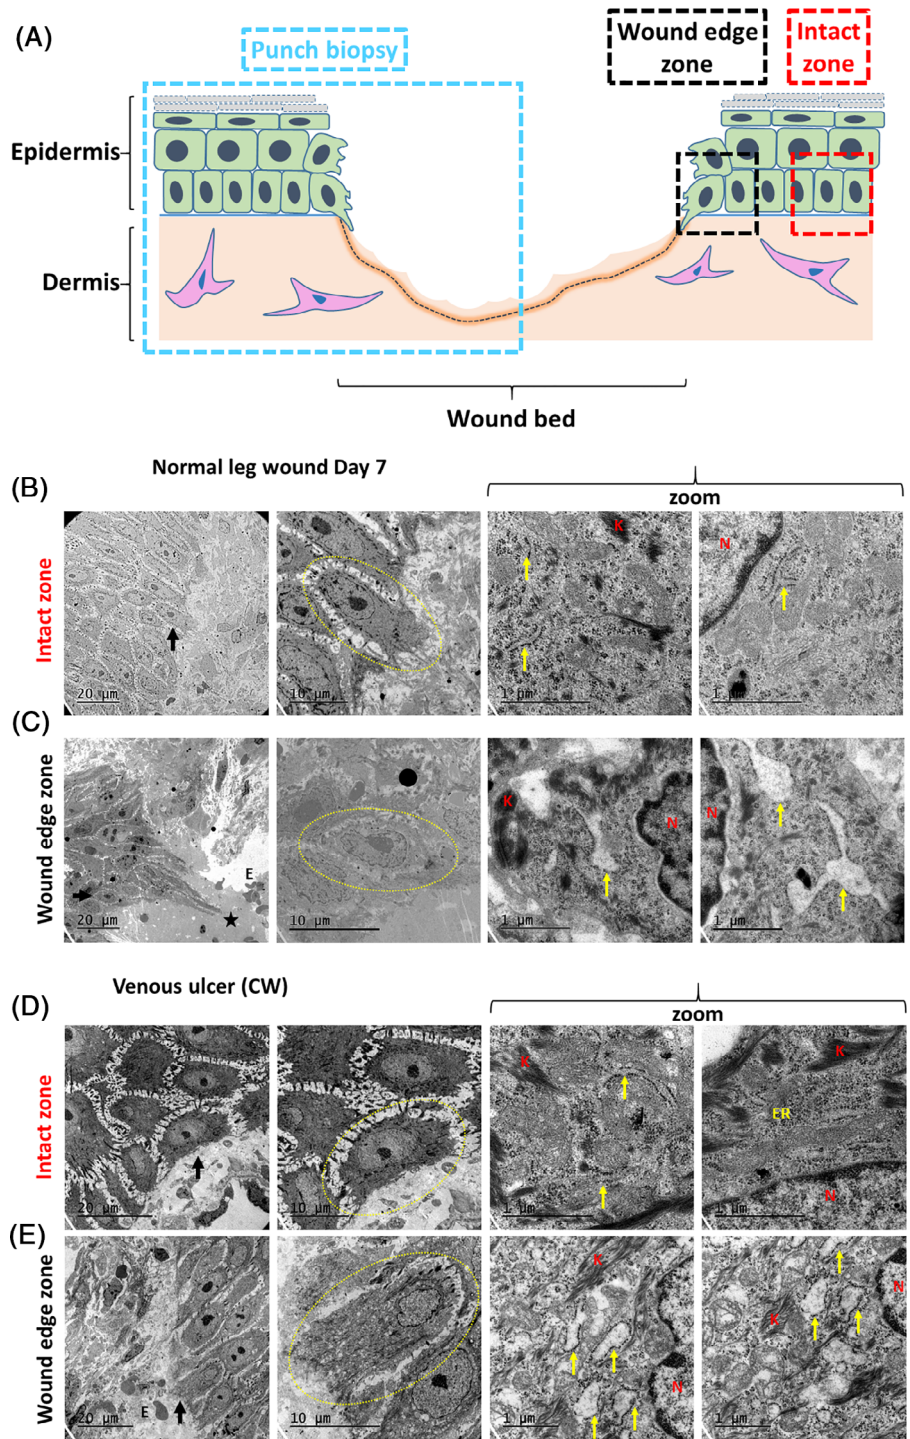 (A)
Punch biopsy
Wound edge
zone
Intact
zone
Epidermis
Dermis
Wound bed
Normal leg wound Day 7
(B)
zoom
Intact zone
20 µm
10 µm
K
1 µm
N
1 µm
(C)
Wound edge zone
E
20 µm
10 µm
K
N
1 µm
N
1 µm
Venous ulcer (CW)
(D)
zoom
Intact zone
20 µm
10 µm
K
1 µm
K
ER
N
1 µm
(E)
Wound edge zone
E
20 µm
10 µm
K
N
1 µm
N
K
1 µm